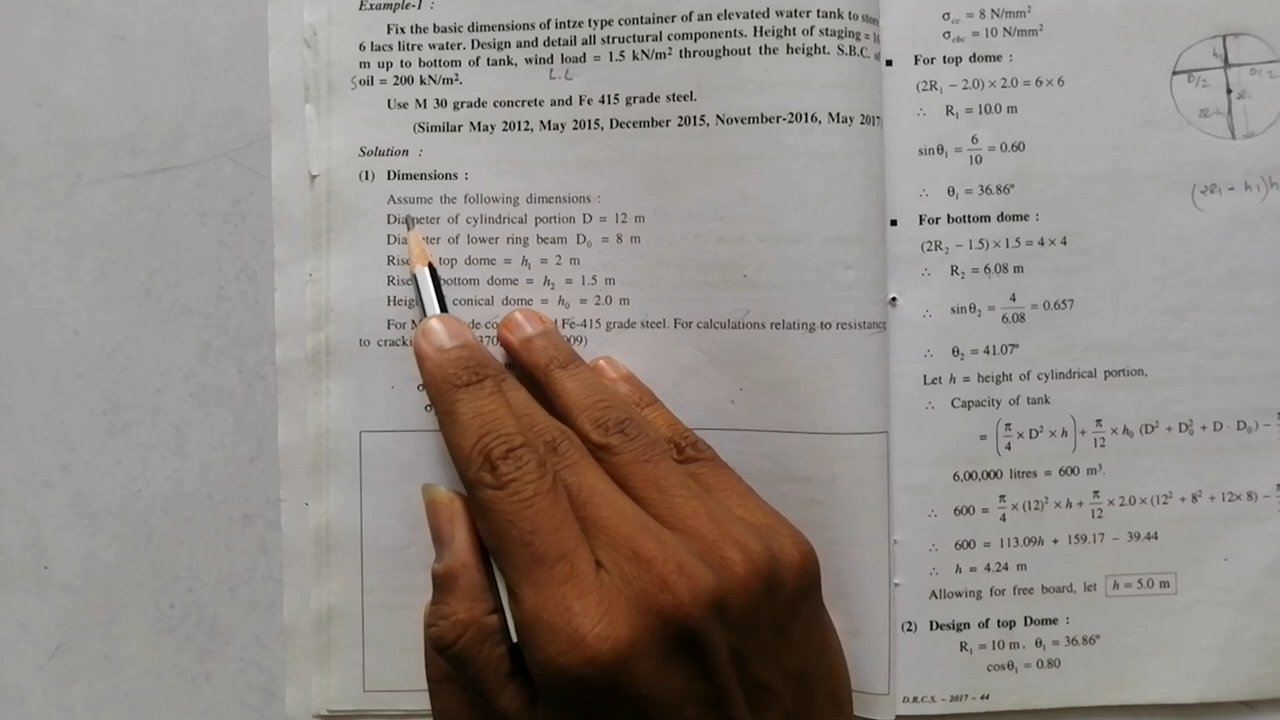 Example-1 :
Fix the basic dimensions of intze type container of an elevated water tank to
6 lacs litre water. Design and detail all structural components. Height of staging =
m up to bottom of tank, wind load = 1.5 kN/m² throughout the height. S.B.C.
Soil = 200 kN/m².
L.L
Use M 30 grade concrete and Fe 415 grade steel.
(Similar May 2012, May 2015, December 2015, November-2016, May 2017
Solution :
(1) Dimensions :
Assume the following dimensions :
Diameter of cylindrical portion D = 12 m
of lower ring beam D₀ = 8 m
Rise top dome = h₁ = 2 m
Rise bottom dome = h₂ = 1.5 m
conical dome = h₀ = 2.0 m
For Fe-415 grade steel. For calculations relating to resistance
to
σcc = 8 N/mm²
σcbc = 10 N/mm²
For top dome :
(2R₁ − 2.0) × 2.0 = 6 × 6
∴ R₁ = 10.0 m
sinθ₁ = 6/10 = 0.60
∴ θ₁ = 36.86°
For bottom dome :
(2R₂ − 1.5) × 1.5 = 4 × 4
∴ R₂ = 6.08 m
∴ sinθ₂ = 4/6.08 = 0.657
∴ θ₂ = 41.07°
Let h = height of cylindrical portion,
∴ Capacity of tank
= (π/4 × D² × h) + π/12 × h₀ (D² + D₀² + D · D₀) −
6,00,000 litres = 600 m³.
∴ 600 = π/4 × (12)² × h + π/12 × 2.0 × (12² + 8² + 12× 8) −
∴ 600 = 113.09h + 159.17 − 39.44
∴ h = 4.24 m
Allowing for free board, let h = 5.0 m
(2) Design of top Dome :
R₁ = 10 m, θ₁ = 36.86°
cosθ₁ = 0.80
D.R.C.S. – 2017 – 44
D/2
(2R₁ − h₁)h